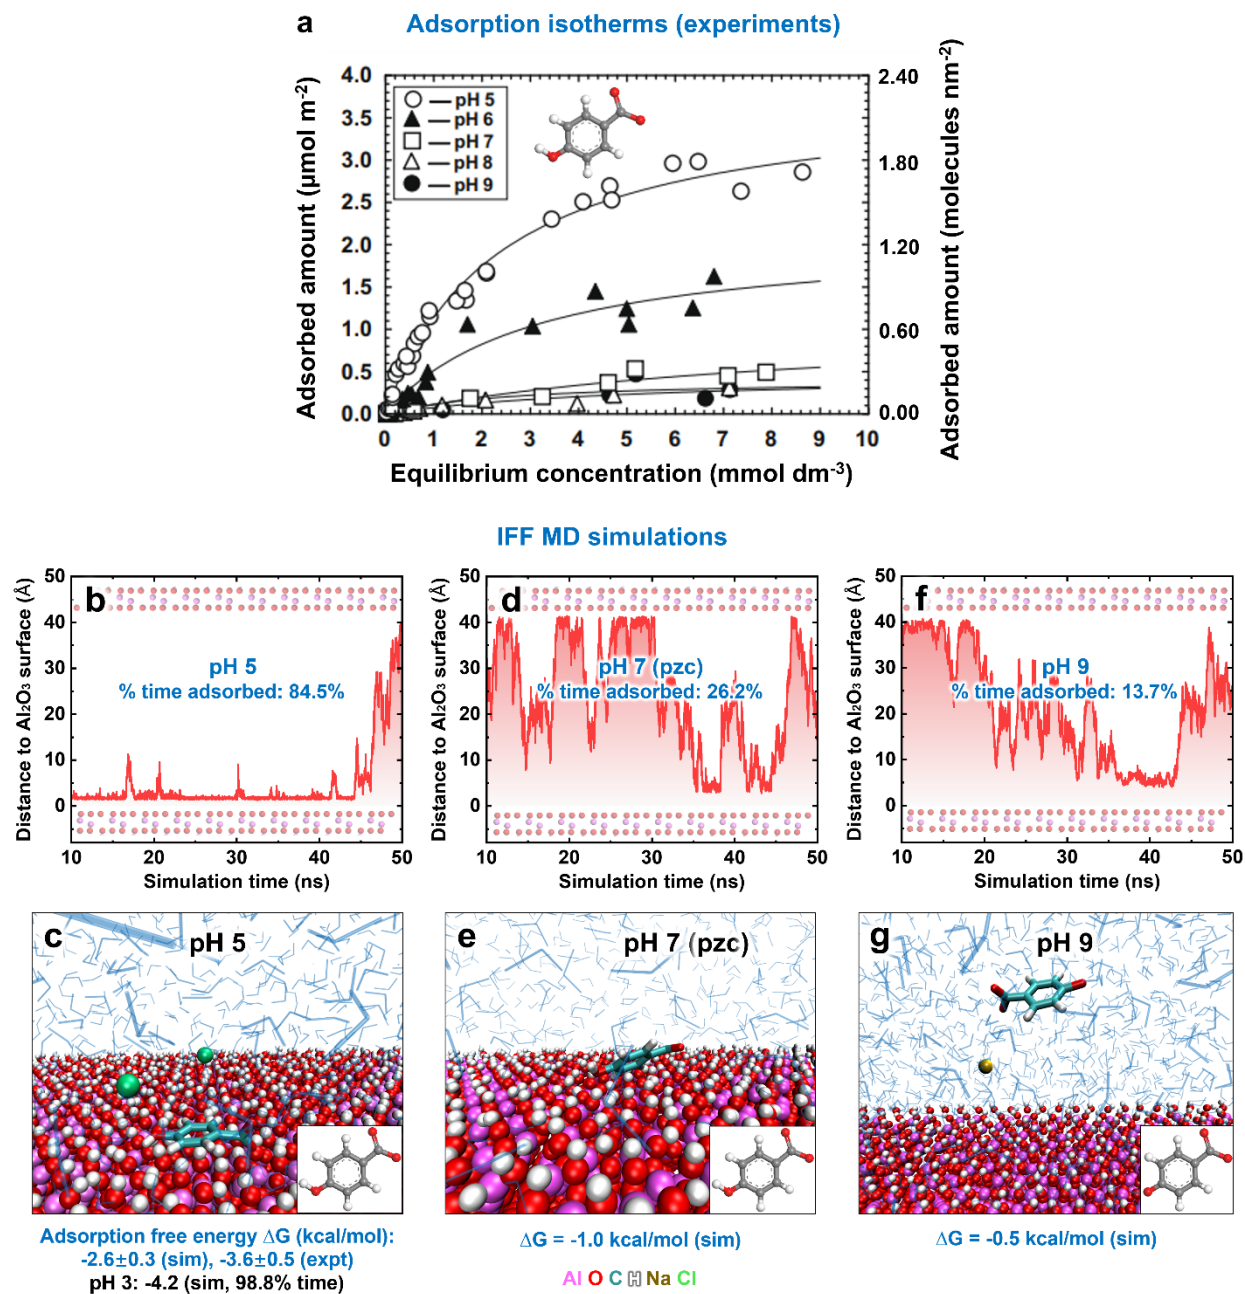 a Adsorption isotherms (experiments)
Adsorbed amount (μmol m-2)
4.0
3.5
3.0
2.5
2.0
1.5
1.0
0.5
0.0
pH 5
pH 6
pH 7
pH 8
pH 9
2.40
1.80
1.20
0.60
0.00
Adsorbed amount (molecules nm-2)
0 1 2 3 4 5 6 7 8 9 10
Equilibrium concentration (mmol dm-3)
IFF MD simulations
b
Distance to Al₂O₃ surface (Å)
50
40
30
20
10
0
pH 5
% time adsorbed: 84.5%
10 20 30 40 50
Simulation time (ns)
d
Distance to Al₂O₃ surface (Å)
50
40
30
20
10
0
pH 7 (pzc)
% time adsorbed: 26.2%
10 20 30 40 50
Simulation time (ns)
f
Distance to Al₂O₃ surface (Å)
50
40
30
20
10
0
pH 9
% time adsorbed: 13.7%
10 20 30 40 50
Simulation time (ns)
c pH 5
e pH 7 (pzc)
g pH 9
Adsorption free energy ΔG (kcal/mol):
-2.6±0.3 (sim), -3.6±0.5 (expt)
pH 3: -4.2 (sim, 98.8% time)
ΔG = -1.0 kcal/mol (sim)
ΔG = -0.5 kcal/mol (sim)
Al O C H Na Cl